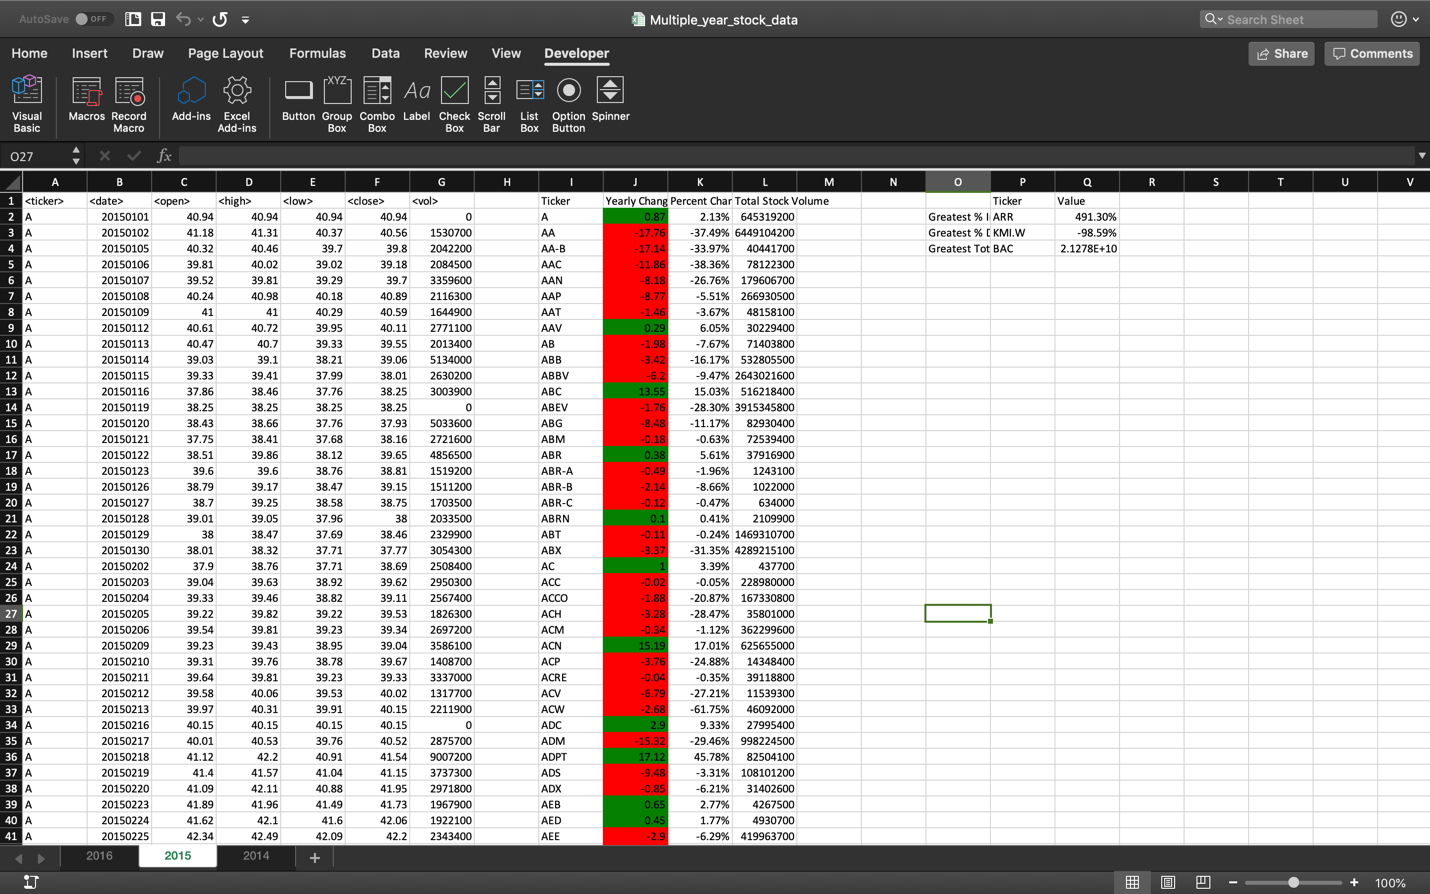 AutoSave OFF Multiple_year_stock_data Search Sheet
Home Insert Draw Page Layout Formulas Data Review View Developer Share Comments
Visual Basic Macros Record Macro Add-ins Excel Add-ins Button Group Box Combo Box Label Check Box Scroll Bar List Box Option Button Spinner
XYZ Aa
O27 fx
A B C D E F G H I J K L M N O P Q R S T U V
1 <ticker> <date> <open> <high> <low> <close> <vol> Ticker Yearly Chang Percent Char Total Stock Volume Ticker Value
2 A 20150101 40.94 40.94 40.94 40.94 0 A 0.87 2.13% 645319200 Greatest % I ARR 491.30%
3 A 20150102 41.18 41.31 40.37 40.56 1530700 AA -17.76 -37.49% 6449104200 Greatest % D KMI.W -98.59%
4 A 20150105 40.32 40.46 39.7 39.8 2042200 AA-B -17.14 -33.97% 40441700 Greatest Tot BAC 2.1278E+10
5 A 20150106 39.81 40.02 39.02 39.18 2084500 AAC -11.86 -38.36% 78122300
6 A 20150107 39.52 39.81 39.29 39.7 3359600 AAN -8.18 -26.76% 179606700
7 A 20150108 40.24 40.98 40.18 40.89 2116300 AAP -8.77 -5.51% 266930500
8 A 20150109 41 41 40.29 40.59 1644900 AAT -1.46 -3.67% 48158100
9 A 20150112 40.61 40.72 39.95 40.11 2771100 AAV 0.29 6.05% 30229400
10 A 20150113 40.47 40.7 39.33 39.55 2013400 AB -1.98 -7.67% 71403800
11 A 20150114 39.03 39.1 38.21 39.06 5134000 ABB -3.42 -16.17% 532805500
12 A 20150115 39.33 39.41 37.99 38.01 2630200 ABBV -6.2 -9.47% 2643021600
13 A 20150116 37.86 38.46 37.76 38.25 3003900 ABC 13.55 15.03% 516218400
14 A 20150119 38.25 38.25 38.25 38.25 0 ABEV -1.76 -28.30% 3915345800
15 A 20150120 38.43 38.66 37.76 37.93 5033600 ABG -8.48 -11.17% 82930400
16 A 20150121 37.75 38.41 37.68 38.16 2721600 ABM -0.18 -0.63% 72539400
17 A 20150122 38.51 39.86 38.12 39.65 4856500 ABR 0.38 5.61% 37916900
18 A 20150123 39.6 39.6 38.76 38.81 1519200 ABR-A -0.49 -1.96% 1243100
19 A 20150126 38.79 39.17 38.47 39.15 1511200 ABR-B -2.14 -8.66% 1022000
20 A 20150127 38.7 39.25 38.58 38.75 1703500 ABR-C -0.12 -0.47% 634000
21 A 20150128 39.01 39.05 37.96 38 2033500 ABRN 0.1 0.41% 2109900
22 A 20150129 38 38.47 37.69 38.46 2329900 ABT -0.11 -0.24% 1469310700
23 A 20150130 38.01 38.32 37.71 37.77 3054300 ABX -3.37 -31.35% 4289215100
24 A 20150202 37.9 38.76 37.71 38.69 2508400 AC 1 3.39% 437700
25 A 20150203 39.04 39.63 38.92 39.62 2950300 ACC -0.02 -0.05% 228980000
26 A 20150204 39.33 39.46 38.82 39.11 2567400 ACCO -1.88 -20.87% 167330800
27 A 20150205 39.22 39.82 39.22 39.53 1826300 ACH -3.28 -28.47% 35801000
28 A 20150206 39.54 39.81 39.23 39.34 2697200 ACM -0.34 -1.12% 362299600
29 A 20150209 39.23 39.43 38.95 39.04 3586100 ACN 15.19 17.01% 625655000
30 A 20150210 39.31 39.76 38.78 39.67 1408700 ACP -3.76 -24.88% 14348400
31 A 20150211 39.64 39.81 39.23 39.33 3337000 ACRE -0.04 -0.35% 39118800
32 A 20150212 39.58 40.06 39.53 40.02 1317700 ACV -6.79 -27.21% 11539300
33 A 20150213 39.97 40.31 39.91 40.15 2211900 ACW -2.68 -61.75% 46092000
34 A 20150216 40.15 40.15 40.15 40.15 0 ADC 2.9 9.33% 27995400
35 A 20150217 40.01 40.53 39.76 40.52 2875700 ADM -15.32 -29.46% 998224500
36 A 20150218 41.12 42.2 40.91 41.54 9007200 ADPT 17.12 45.78% 82504100
37 A 20150219 41.4 41.57 41.04 41.15 3737300 ADS -9.48 -3.31% 108101200
38 A 20150220 41.09 42.11 40.88 41.95 2971800 ADX -0.85 -6.21% 31402600
39 A 20150223 41.89 41.96 41.49 41.73 1967900 AEB 0.65 2.77% 4267500
40 A 20150224 41.62 42.1 41.6 42.06 1922100 AED 0.45 1.77% 4930700
41 A 20150225 42.34 42.49 42.09 42.2 2343400 AEE -2.9 -6.29% 419963700
2016 2015 2014 +
100%